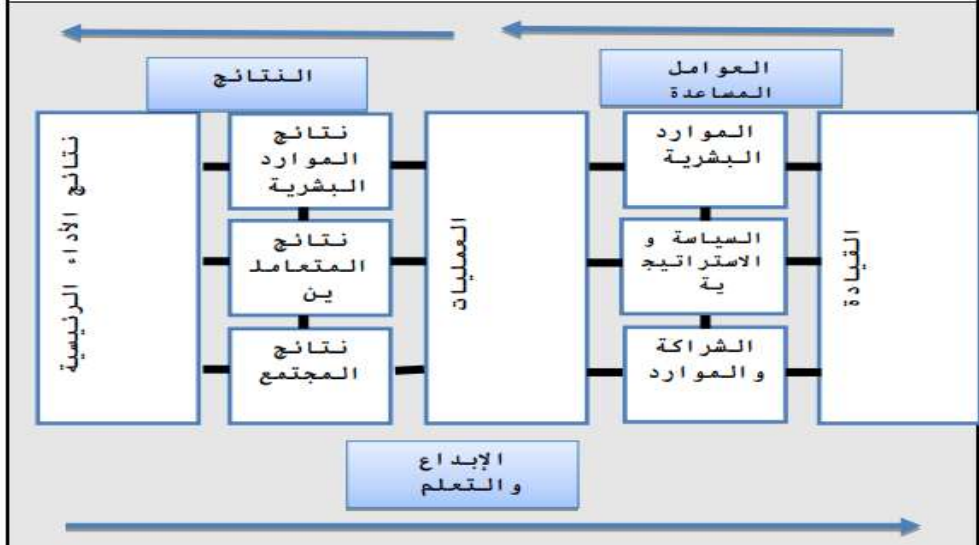 العوامل
المساعدة
النتائج
القيادة
الموارد
البشرية
السياسة و
الاستراتيج
ية
الشراكة
والموارد
العمليات
نتائج
الموارد
البشرية
نتائج
المتعامل
ين
نتائج
المجتمع
نتائج الأداء الرئيسية
الإبداع
والتعلم